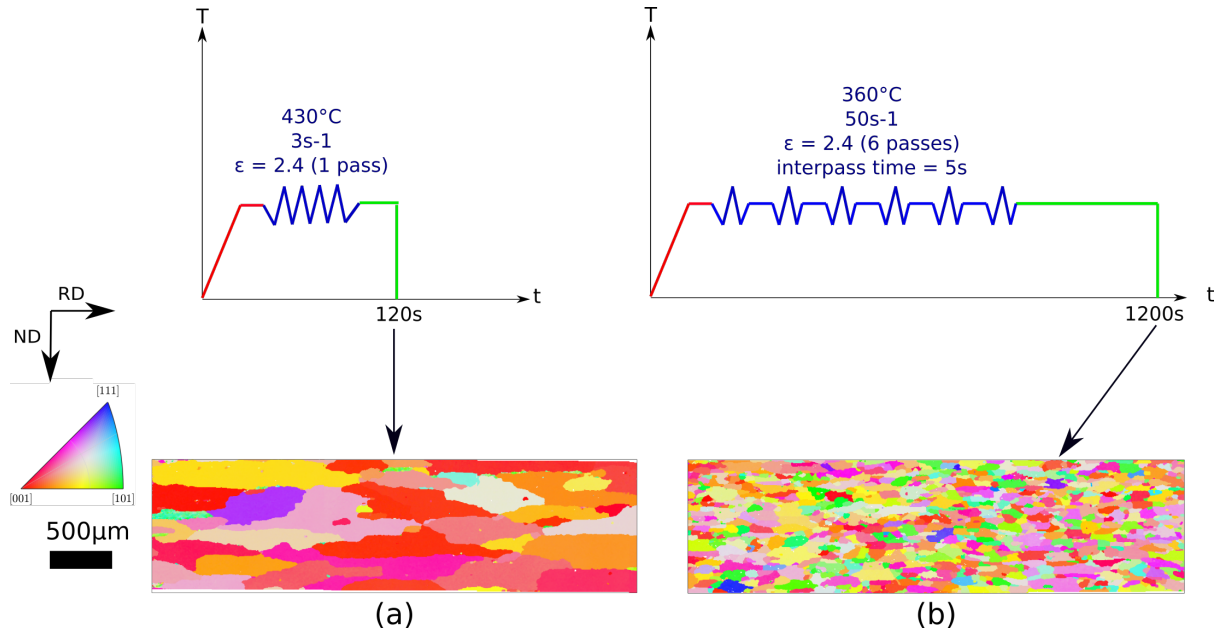 T
430°C
3s-1
ε = 2.4 (1 pass)
t
120s
T
360°C
50s-1
ε = 2.4 (6 passes)
interpass time = 5s
t
1200s
RD
ND
[111]
[001]
[101]
500μm
(a)
(b)